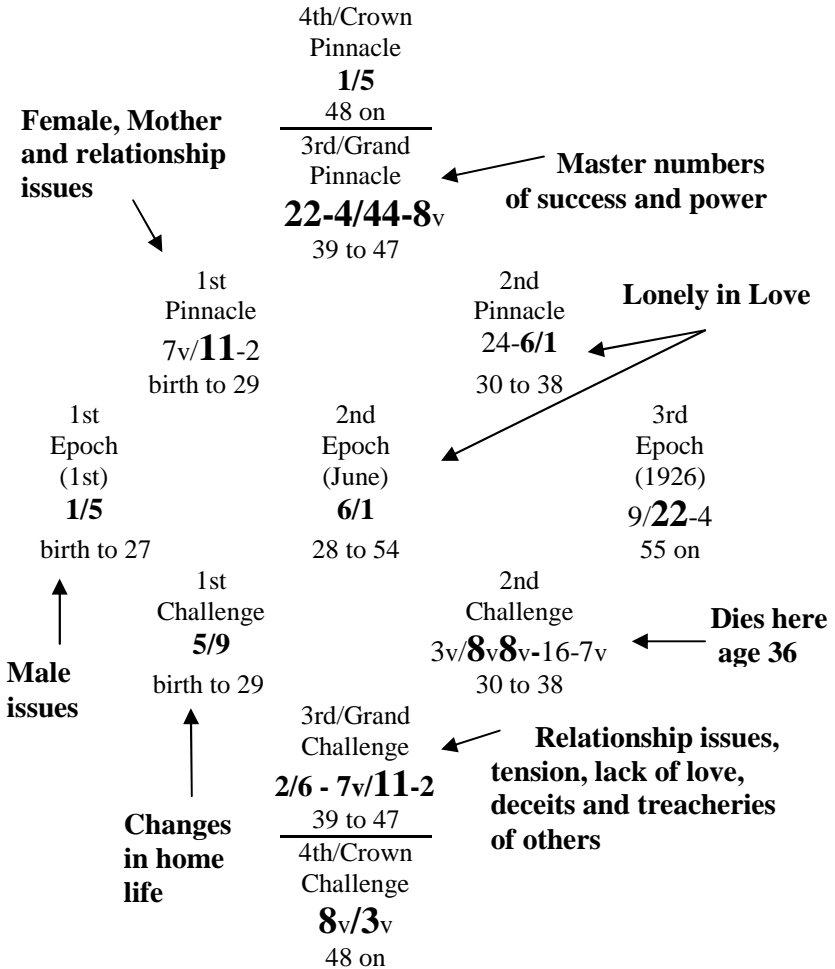 4th/Crown
Pinnacle
1/5
48 on
Female, Mother
and relationship
issues
3rd/Grand
Pinnacle
22-4/44-8v
39 to 47
Master numbers
of success and power
1st
Pinnacle
7v/11-2
birth to 29
2nd
Pinnacle
24-6/1
30 to 38
Lonely in Love
1st
Epoch
(1st)
1/5
birth to 27
2nd
Epoch
(June)
6/1
28 to 54
3rd
Epoch
(1926)
9/22-4
55 on
Male
issues
1st
Challenge
5/9
birth to 29
2nd
Challenge
3v/8v8v-16-7v
30 to 38
Dies here
age 36
Changes
in home
life
3rd/Grand
Challenge
2/6 - 7v/11-2
39 to 47
Relationship issues,
tension, lack of love,
deceits and treacheries
of others
4th/Crown
Challenge
8v/3v
48 on